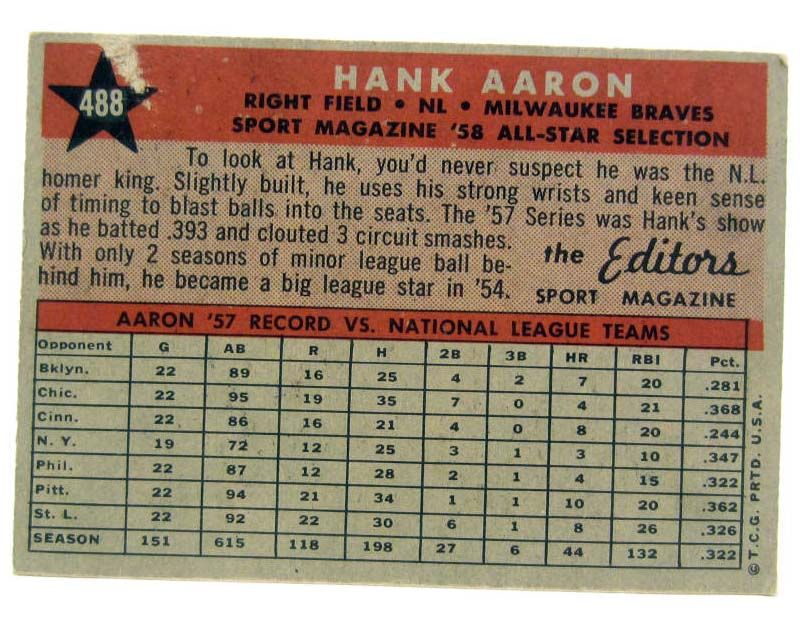 488
HANK AARON
RIGHT FIELD • NL • MILWAUKEE BRAVES
SPORT MAGAZINE '58 ALL-STAR SELECTION
To look at Hank, you'd never suspect he was the N.L.
homer king. Slightly built, he uses his strong wrists and keen sense
of timing to blast balls into the seats. The '57 Series was Hank's show
as he batted .393 and clouted 3 circuit smashes.
With only 2 seasons of minor league ball be-
hind him, he became a big league star in '54.
the Editors
SPORT MAGAZINE
AARON '57 RECORD VS. NATIONAL LEAGUE TEAMS
Opponent G AB R H 2B 3B HR RBI Pct.
Bklyn. 22 89 16 25 4 2 7 20 .281
Chic. 22 95 19 35 7 0 4 21 .368
Cinn. 22 86 16 21 4 0 8 20 .244
N. Y. 19 72 12 25 3 1 3 10 .347
Phil. 22 87 12 28 2 1 4 15 .322
Pitt. 22 94 21 34 1 1 10 20 .362
St. L. 22 92 22 30 6 1 8 26 .326
SEASON 151 615 118 198 27 6 44 132 .322
© T.C.G. PRTD. U.S.A.